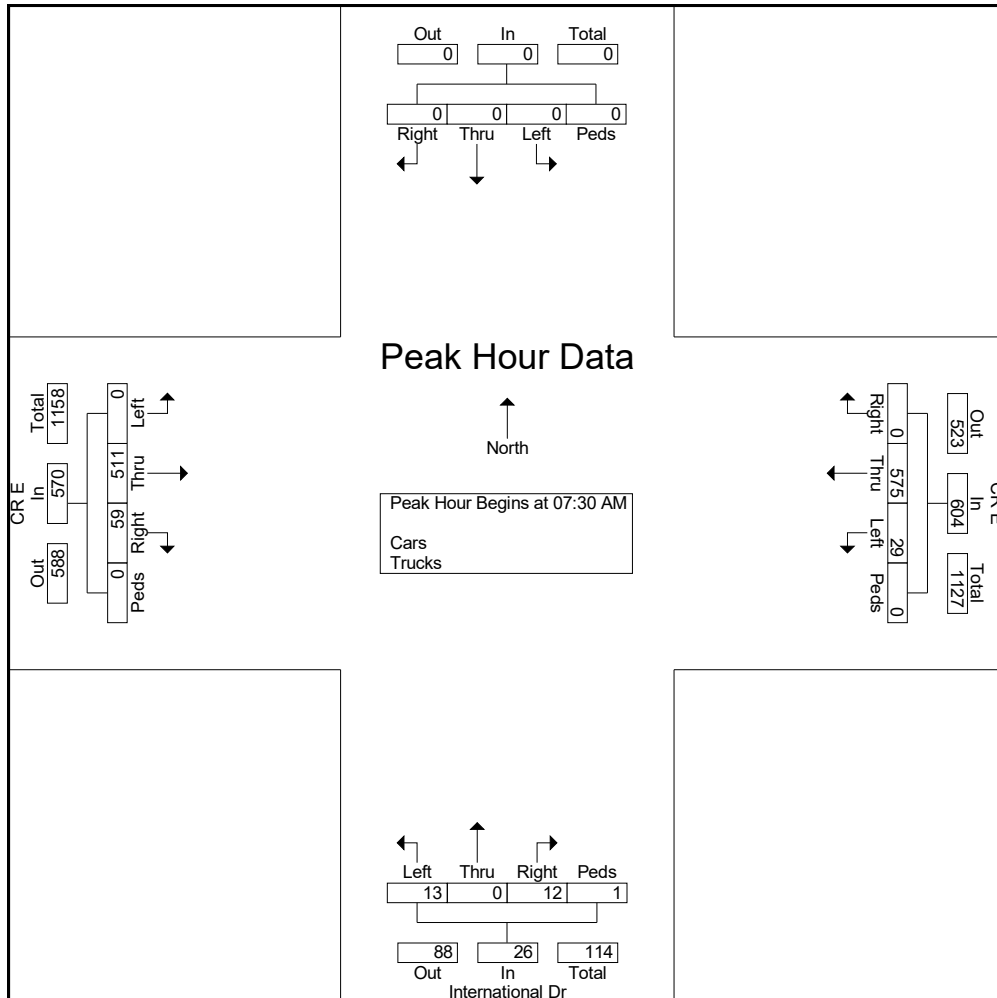 Out In Total
0 0 0
0 0 0 0
Right Thru Left Peds
Peak Hour Data
North
Peak Hour Begins at 07:30 AM
Cars
Trucks
CR E
Out In Total
588 570 1158
0 59 511 0
Peds Right Thru Left
CR E
Out In Total
523 604 1127
0 575 29 0
Right Thru Left Peds
Left Thru Right Peds
13 0 12 1
88 26 114
Out In Total
International Dr